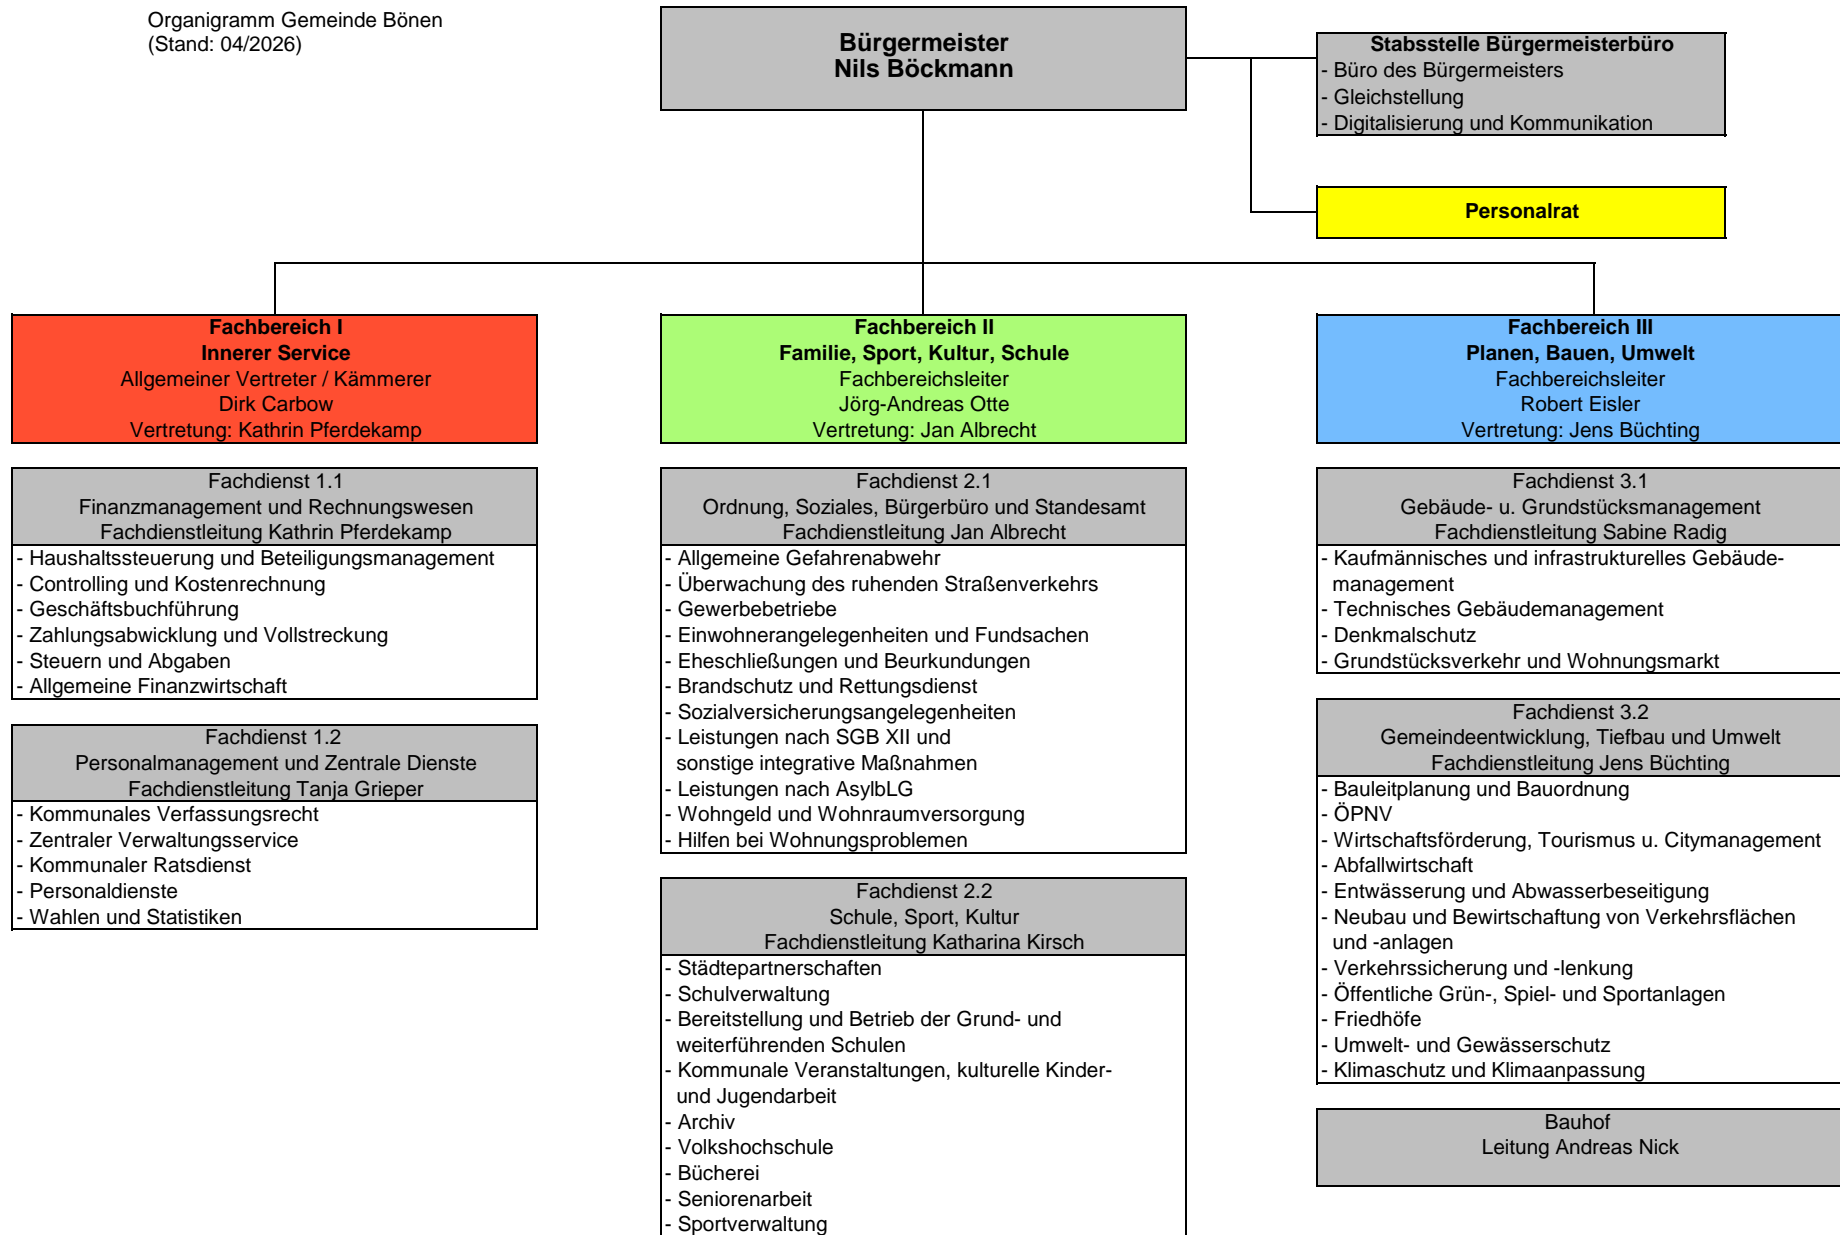 Organigramm Gemeinde Bönen
(Stand: 04/2026)
Bürgermeister
Nils Böckmann
Stabsstelle Bürgermeisterbüro
- Büro des Bürgermeisters
- Gleichstellung
- Digitalisierung und Kommunikation
Personalrat
Fachbereich I
Innerer Service
Allgemeiner Vertreter / Kämmerer
Dirk Carbow
Vertretung: Kathrin Pferdekamp
Fachdienst 1.1
Finanzmanagement und Rechnungswesen
Fachdienstleitung Kathrin Pferdekamp
- Haushaltssteuerung und Beteiligungsmanagement
- Controlling und Kostenrechnung
- Geschäftsbuchführung
- Zahlungsabwicklung und Vollstreckung
- Steuern und Abgaben
- Allgemeine Finanzwirtschaft
Fachdienst 1.2
Personalmanagement und Zentrale Dienste
Fachdienstleitung Tanja Grieper
- Kommunales Verfassungsrecht
- Zentraler Verwaltungsservice
- Kommunaler Ratsdienst
- Personaldienste
- Wahlen und Statistiken
Fachbereich II
Familie, Sport, Kultur, Schule
Fachbereichsleiter
Jörg-Andreas Otte
Vertretung: Jan Albrecht
Fachdienst 2.1
Ordnung, Soziales, Bürgerbüro und Standesamt
Fachdienstleitung Jan Albrecht
- Allgemeine Gefahrenabwehr
- Überwachung des ruhenden Straßenverkehrs
- Gewerbebetriebe
- Einwohnerangelegenheiten und Fundsachen
- Eheschließungen und Beurkundungen
- Brandschutz und Rettungsdienst
- Sozialversicherungsangelegenheiten
- Leistungen nach SGB XII und
sonstige integrative Maßnahmen
- Leistungen nach AsylbLG
- Wohngeld und Wohnraumversorgung
- Hilfen bei Wohnungsproblemen
Fachdienst 2.2
Schule, Sport, Kultur
Fachdienstleitung Katharina Kirsch
- Städtepartnerschaften
- Schulverwaltung
- Bereitstellung und Betrieb der Grund- und
weiterführenden Schulen
- Kommunale Veranstaltungen, kulturelle Kinder-
und Jugendarbeit
- Archiv
- Volkshochschule
- Bücherei
- Seniorenarbeit
- Sportverwaltung
Fachbereich III
Planen, Bauen, Umwelt
Fachbereichsleiter
Robert Eisler
Vertretung: Jens Büchting
Fachdienst 3.1
Gebäude- u. Grundstücksmanagement
Fachdienstleitung Sabine Radig
- Kaufmännisches und infrastrukturelles Gebäude-
management
- Technisches Gebäudemanagement
- Denkmalschutz
- Grundstücksverkehr und Wohnungsmarkt
Fachdienst 3.2
Gemeindeentwicklung, Tiefbau und Umwelt
Fachdienstleitung Jens Büchting
- Bauleitplanung und Bauordnung
- ÖPNV
- Wirtschaftsförderung, Tourismus u. Citymanagement
- Abfallwirtschaft
- Entwässerung und Abwasserbeseitigung
- Neubau und Bewirtschaftung von Verkehrsflächen
und -anlagen
- Verkehrssicherung und -lenkung
- Öffentliche Grün-, Spiel- und Sportanlagen
- Friedhöfe
- Umwelt- und Gewässerschutz
- Klimaschutz und Klimaanpassung
Bauhof
Leitung Andreas Nick